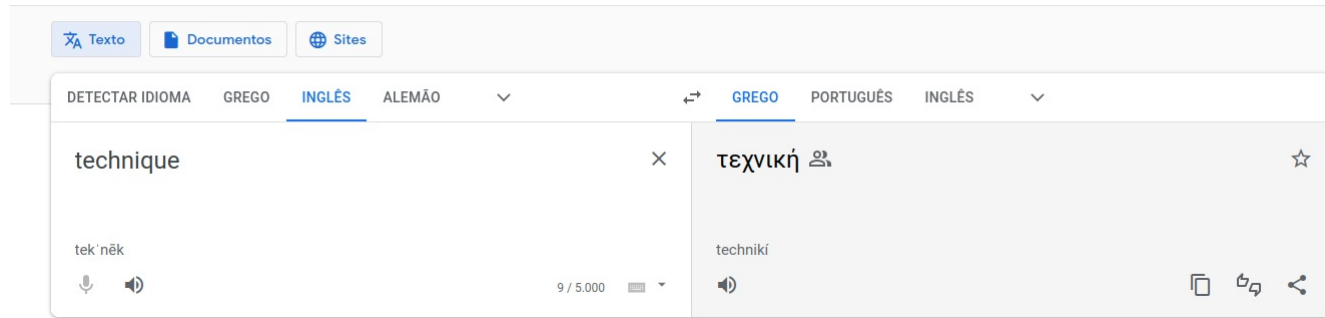 Texto Documentos Sites
DETECTAR IDIOMA GREGO INGLÊS ALEMÃO GREGO PORTUGUÊS INGLÊS
technique τεχνική
tekˈnēk technikí
9 / 5.000